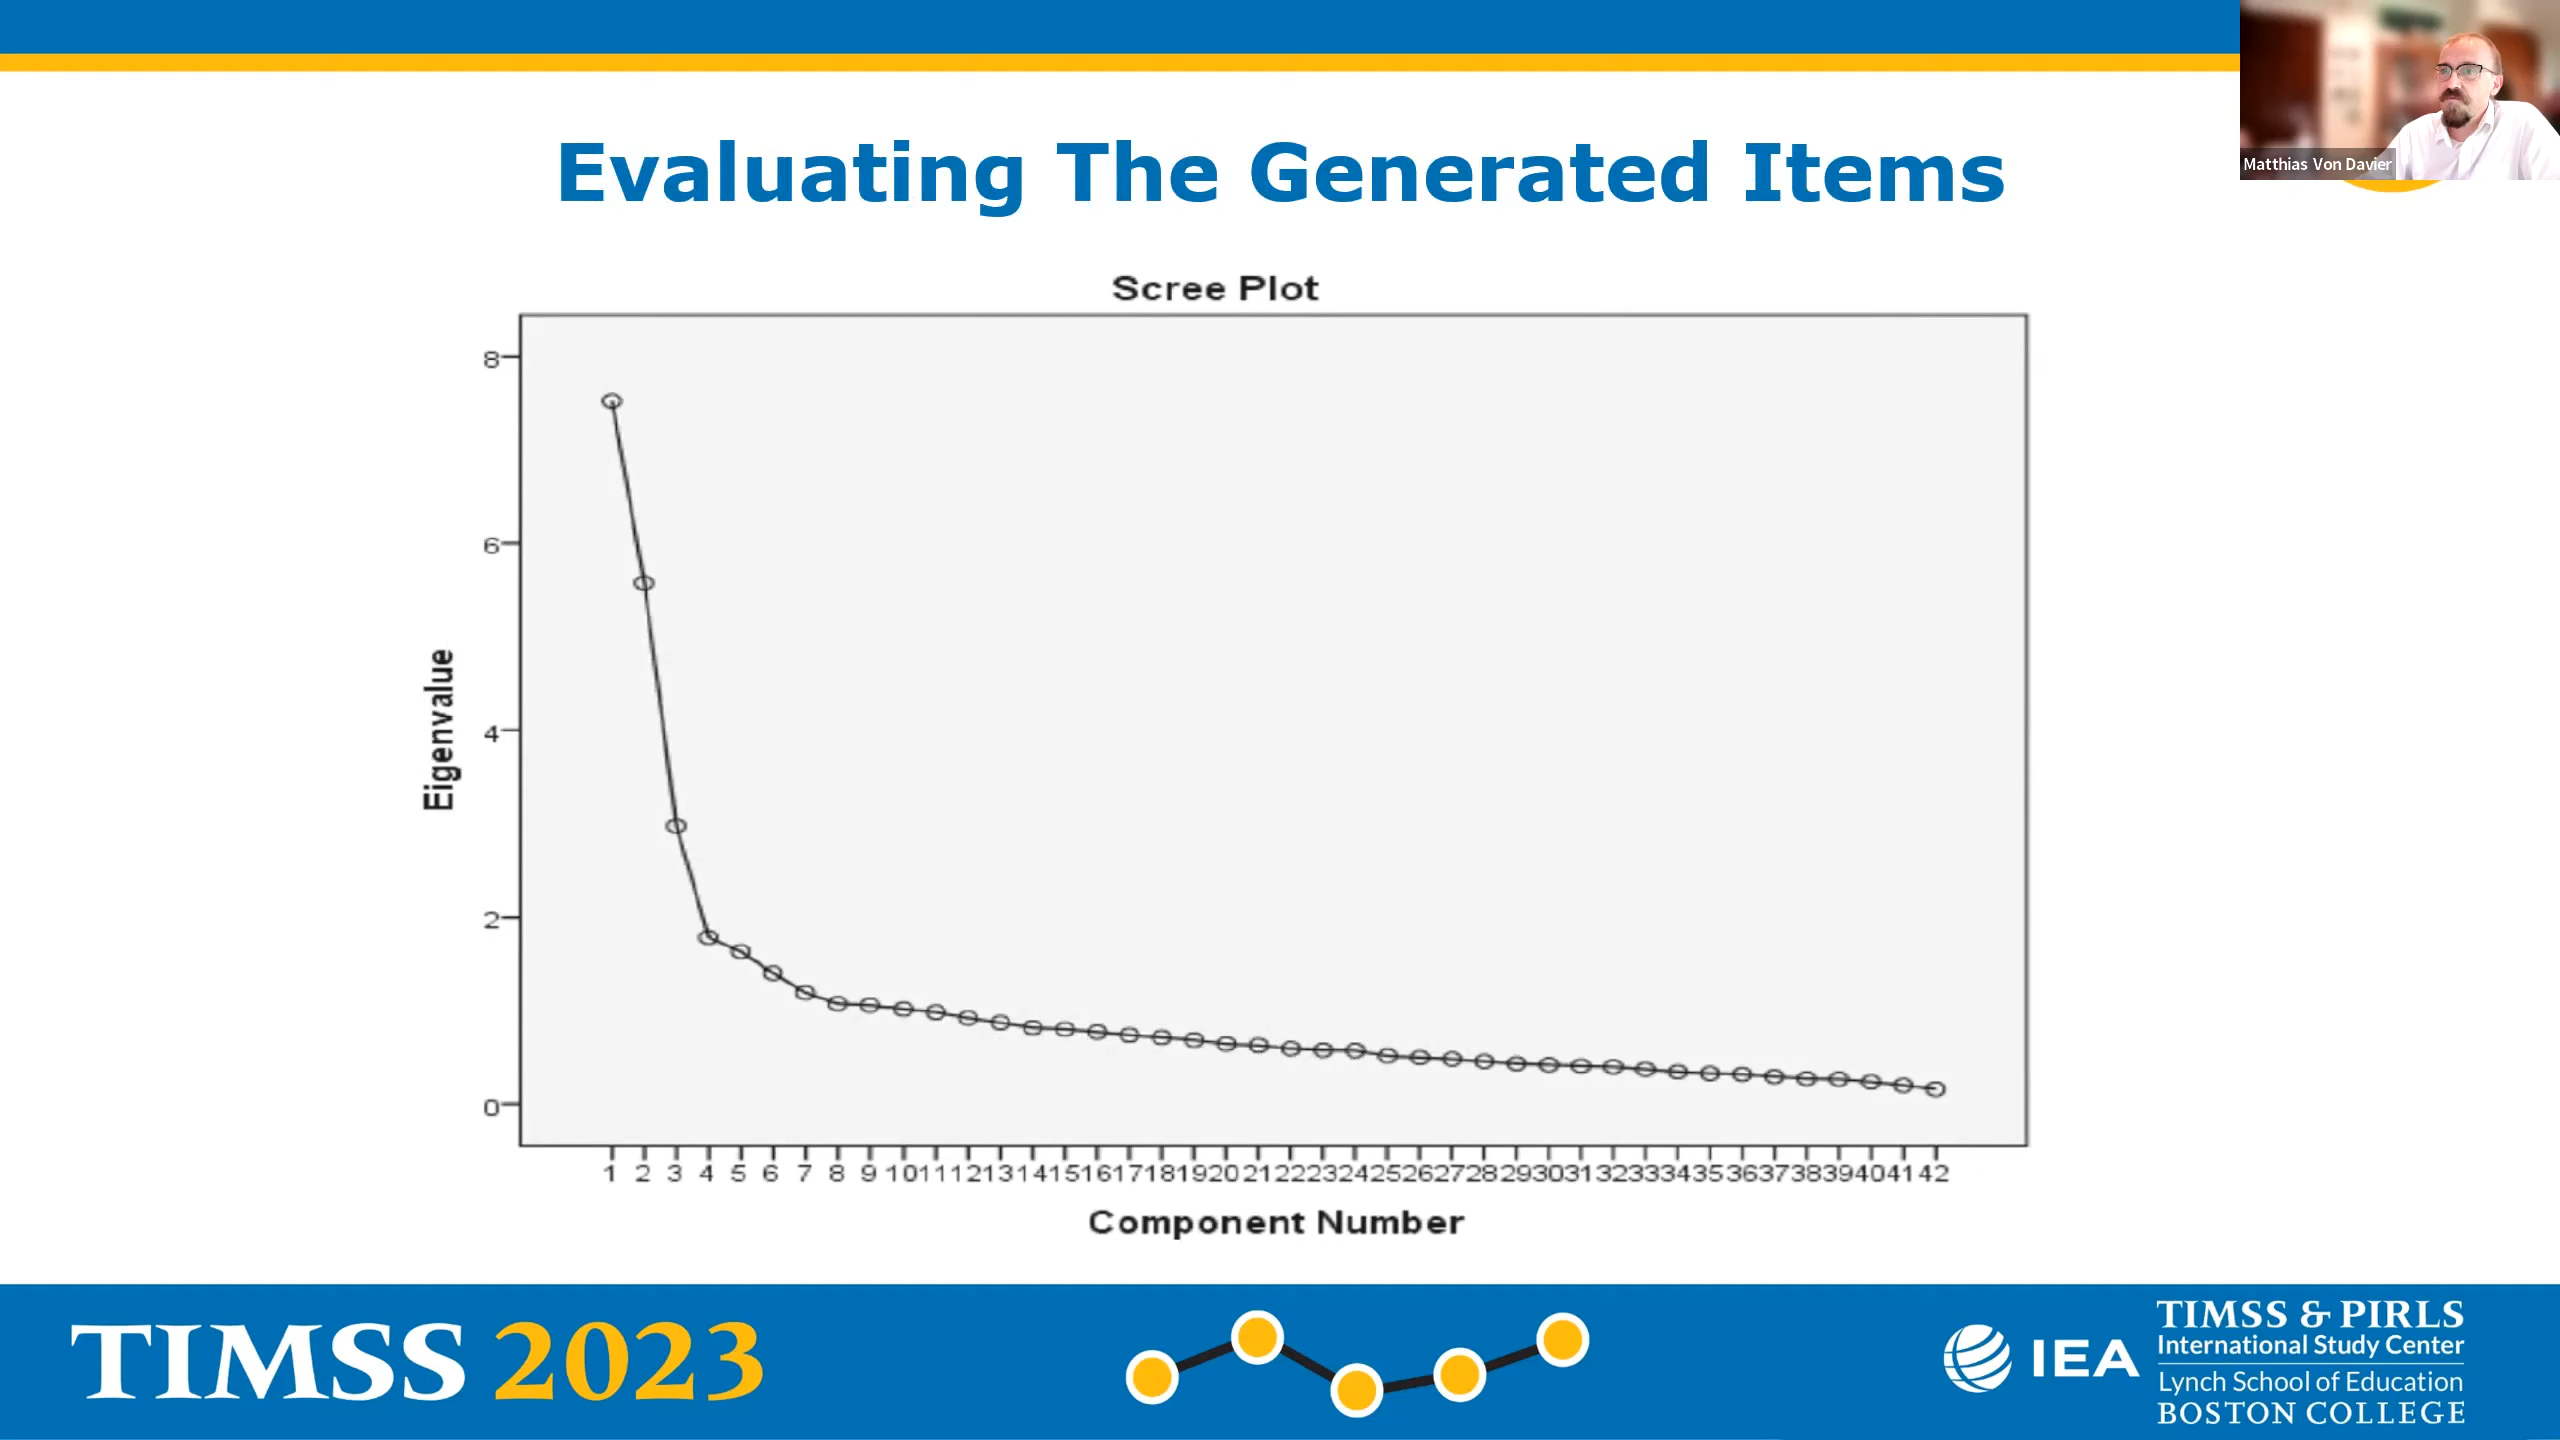 Matthias Von Davier
Evaluating The Generated Items
Scree Plot
8
6
4
2
0
Eigenvalue
1 2 3 4 5 6 7 8 9 10 11 12 13 14 15 16 17 18 19 20 21 22 23 24 25 26 27 28 29 30 31 32 33 34 35 36 37 38 39 40 41 42
Component Number
TIMSS 2023
IEA
TIMSS & PIRLS
International Study Center
Lynch School of Education
BOSTON COLLEGE